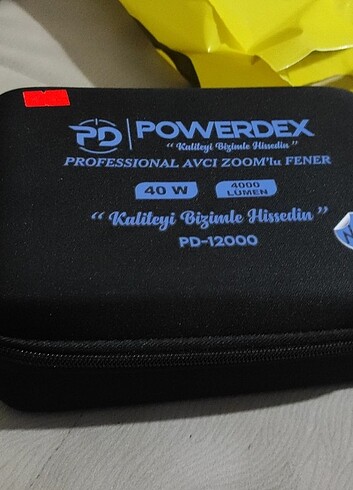 PD | POWERDEX
“Kaliteyi Bizimle Hissedin”
PROFESSIONAL AVCI ZOOM'lu FENER
40 W 4000 LUMEN
“Kaliteyi Bizimle Hissedin”
PD-12000